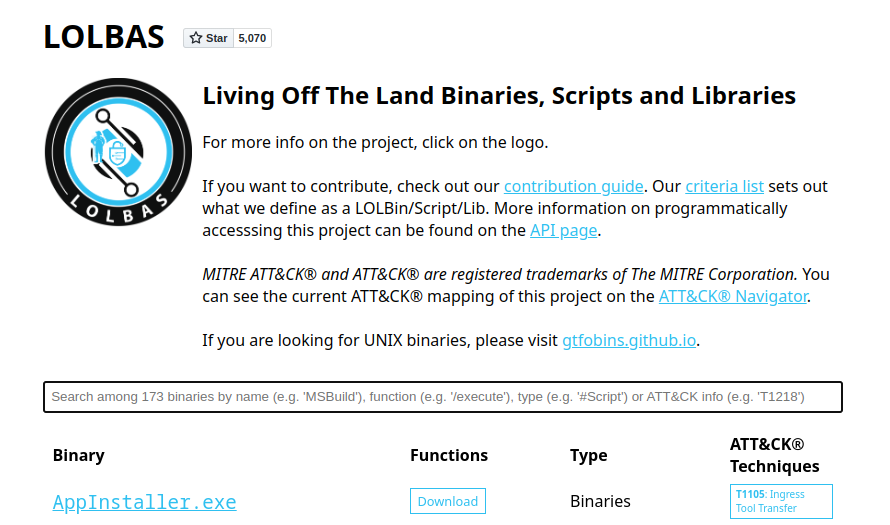 LOLBAS
Star 5,070
LOLBAS
Living Off The Land Binaries, Scripts and Libraries
For more info on the project, click on the logo.
If you want to contribute, check out our contribution guide. Our criteria list sets out
what we define as a LOLBin/Script/Lib. More information on programmatically
accesssing this project can be found on the API page.
MITRE ATT&CK® and ATT&CK® are registered trademarks of The MITRE Corporation. You
can see the current ATT&CK® mapping of this project on the ATT&CK® Navigator.
If you are looking for UNIX binaries, please visit gtfobins.github.io.
Search among 173 binaries by name (e.g. 'MSBuild'), function (e.g. '/execute'), type (e.g. '#Script') or ATT&CK info (e.g. 'T1218')
Binary Functions Type ATT&CK®
Techniques
AppInstaller.exe Download Binaries T1105: Ingress
Tool Transfer